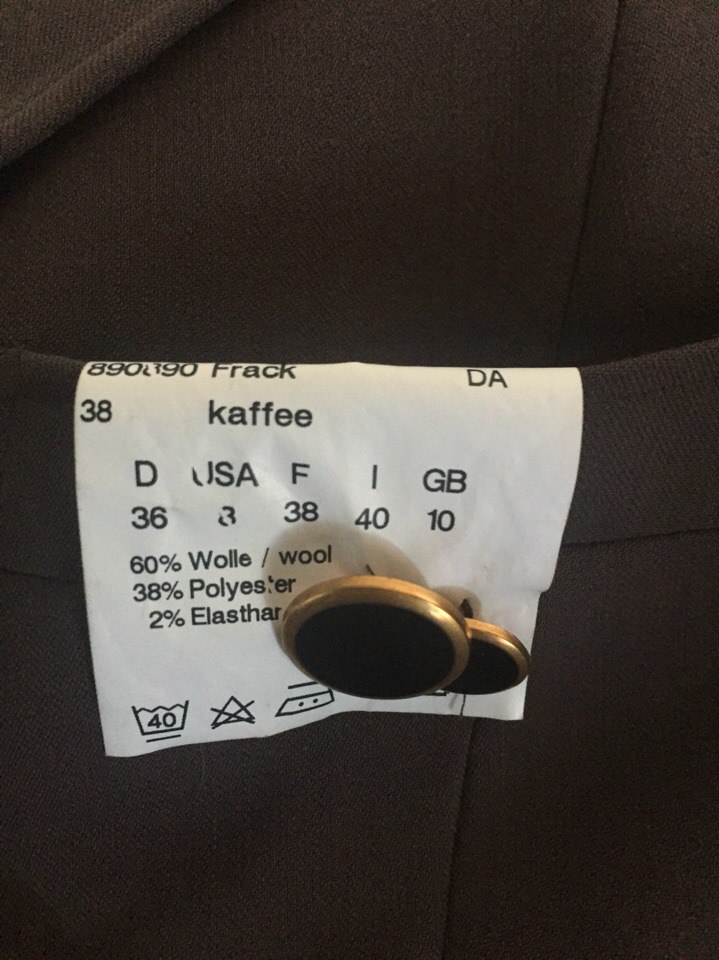 890890 Frack DA
38 kaffee
D USA F I GB
36 8 38 40 10
60% Wolle / wool
38% Polyester
2% Elasthan
40